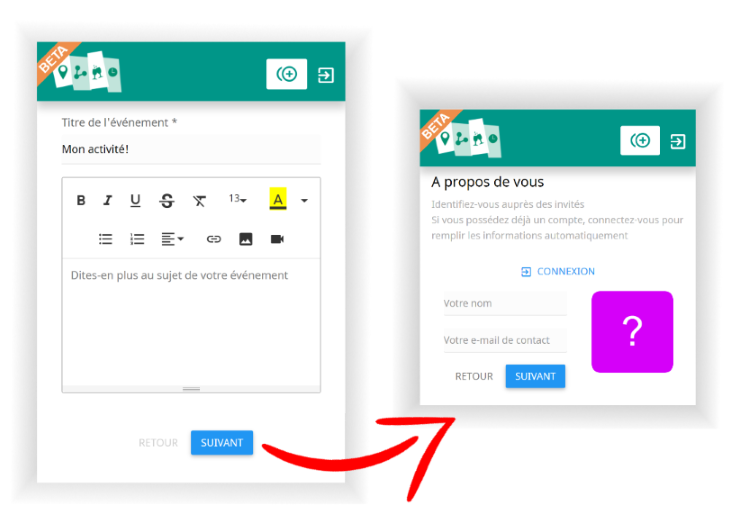 BETA
Titre de l'événement *
Mon activité!
B I U S 13 A
Dites-en plus au sujet de votre événement
RETOUR SUIVANT
BETA
A propos de vous
Identifiez-vous auprès des invités
Si vous possédez déjà un compte, connectez-vous pour
remplir les informations automatiquement
CONNEXION
Votre nom
?
Votre e-mail de contact
RETOUR SUIVANT